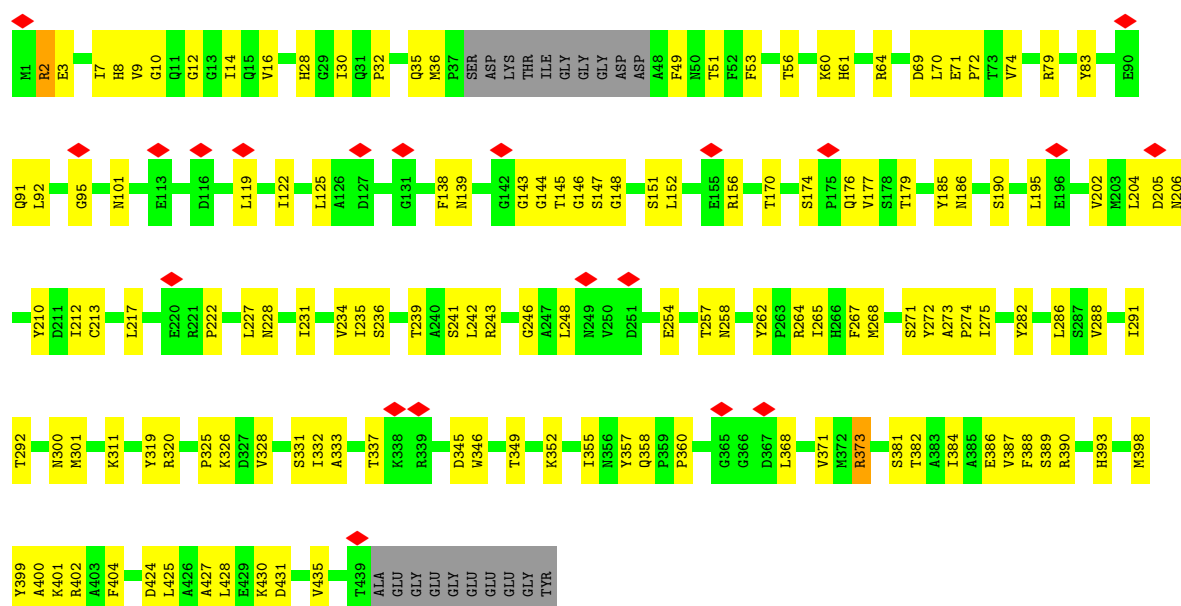 M1 R2 E3 I7 H8 V9 G10 Q11 G12 G13 I14 Q15 V16 H28 G29 I30 Q31 P32 Q35 M36 P37 SER ASP LYS THR ILE GLY GLY GLY ASP ASP A48 F49 N50 T51 F52 F53 T56 K60 H61 R64 D69 L70 E71 P72 T73 V74 R79 Y83 E90
Q91 L92 G95 N101 E113 D116 L119 I122 L125 A126 D127 G131 F138 N139 G142 G143 G144 T145 G146 S147 G148 S151 L152 E155 R156 T170 S174 P175 Q176 V177 S178 T179 Y185 N186 S190 L195 E196 V202 M203 L204 D205 N206
Y210 D211 I212 C213 L217 E220 R221 P222 L227 N228 I231 V234 L235 S236 T239 A240 S241 L242 R243 G246 A247 L248 N249 V250 D251 E254 T257 N258 Y262 P263 R264 I265 H266 F267 M268 S271 Y272 A273 P274 I275 Y282 L286 S287 V288 I291
T292 N300 M301 K311 Y319 R320 P325 K326 D327 V328 S331 I332 A333 T337 K338 R339 D345 W346 T349 K352 I355 N356 Y357 Q358 P359 P360 G365 G366 D367 L368 V371 M372 R373 S381 T382 A383 I384 A385 E386 V387 F388 S389 R390 H393 M398
Y399 A400 K401 R402 A403 F404 D424 L425 A426 A427 L428 E429 K430 D431 V435 T439 ALA GLU GLY GLU GLY GLU GLU GLU GLY TYR